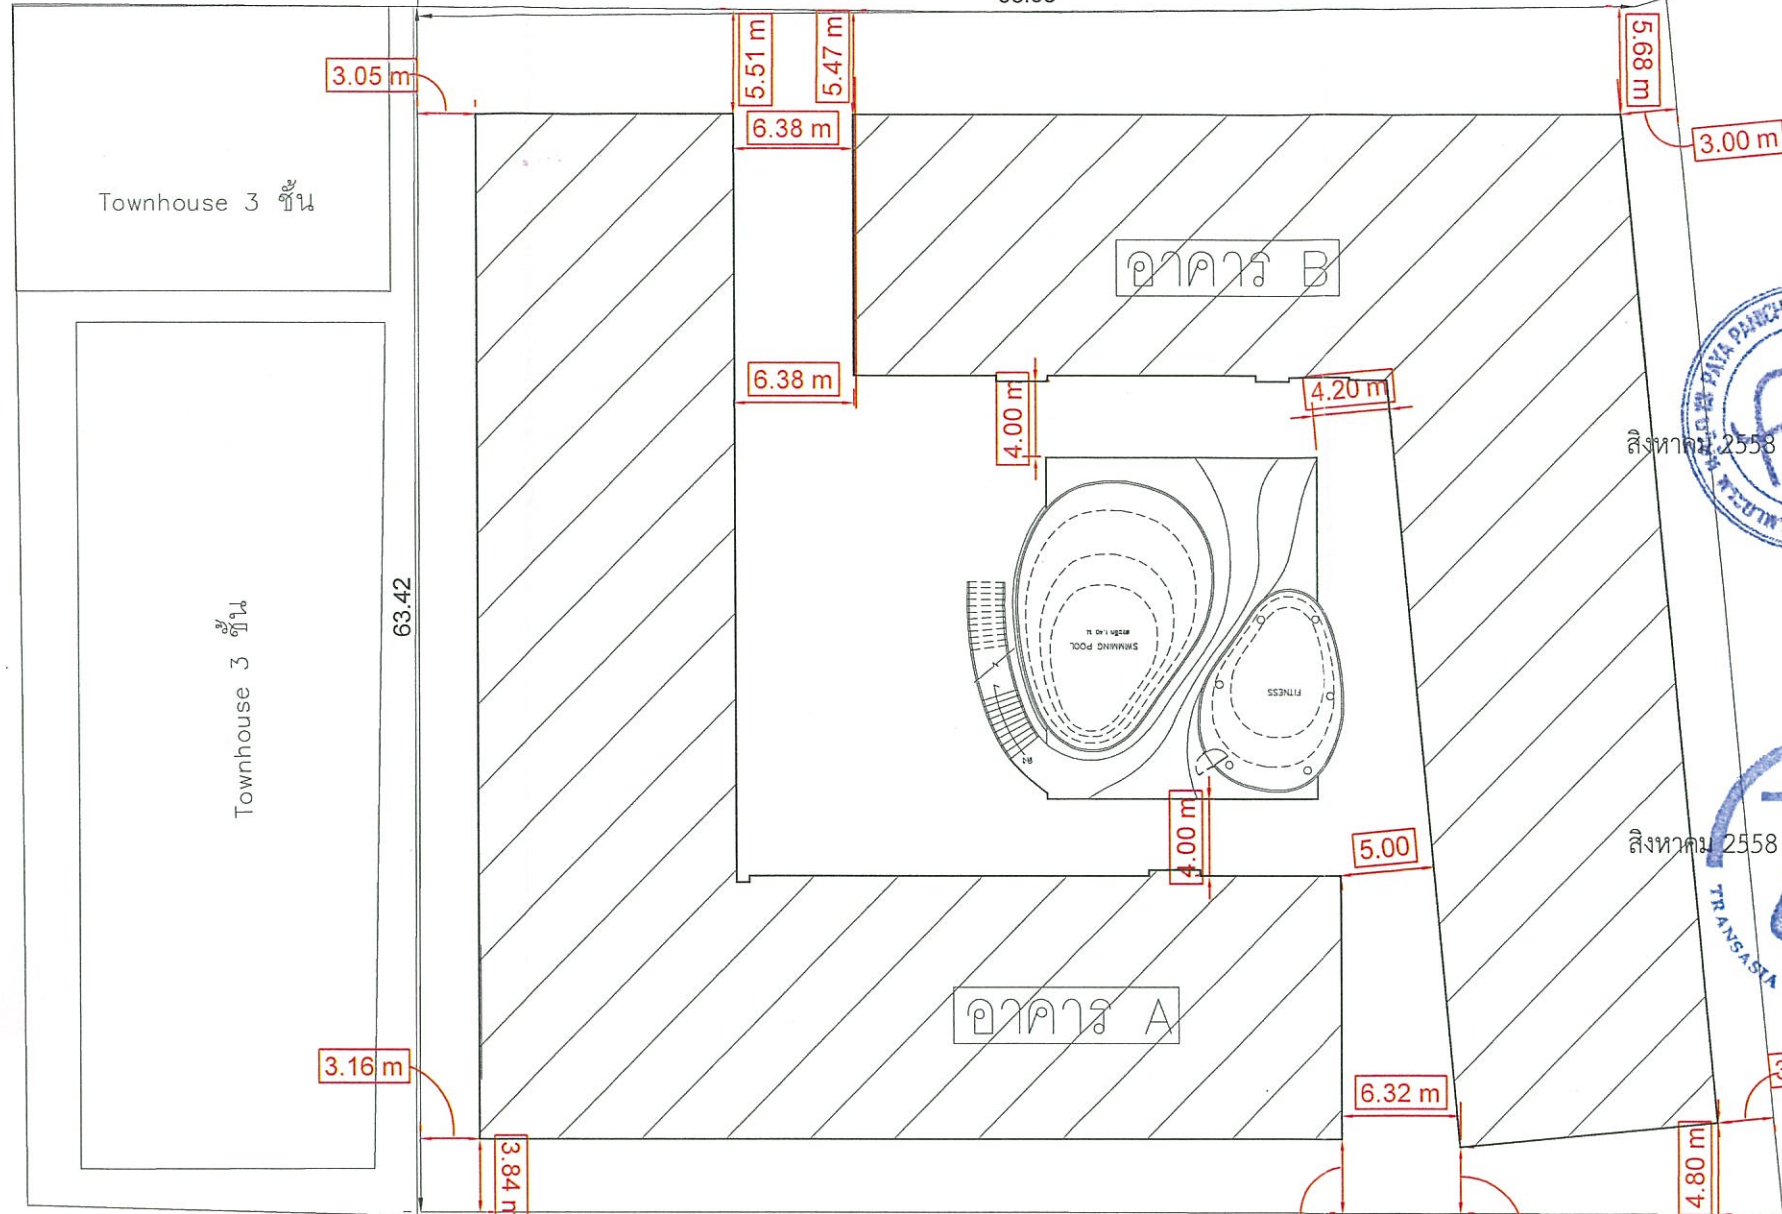 5.51 m
5.47 m
5.68 m
3.05 m
6.38 m
3.00 m
Townhouse 3 ชั้น
อาคาร B
6.38 m
4.00 m
4.20 m
สิงหาคม 2558
63.42
Townhouse 3 ชั้น
SWIMMING POOL
FITNESS
4.00 m
5.00
สิงหาคม 2558
TRANSASIA
อาคาร A
3.16 m
6.32 m
3.84 m
4.80 m